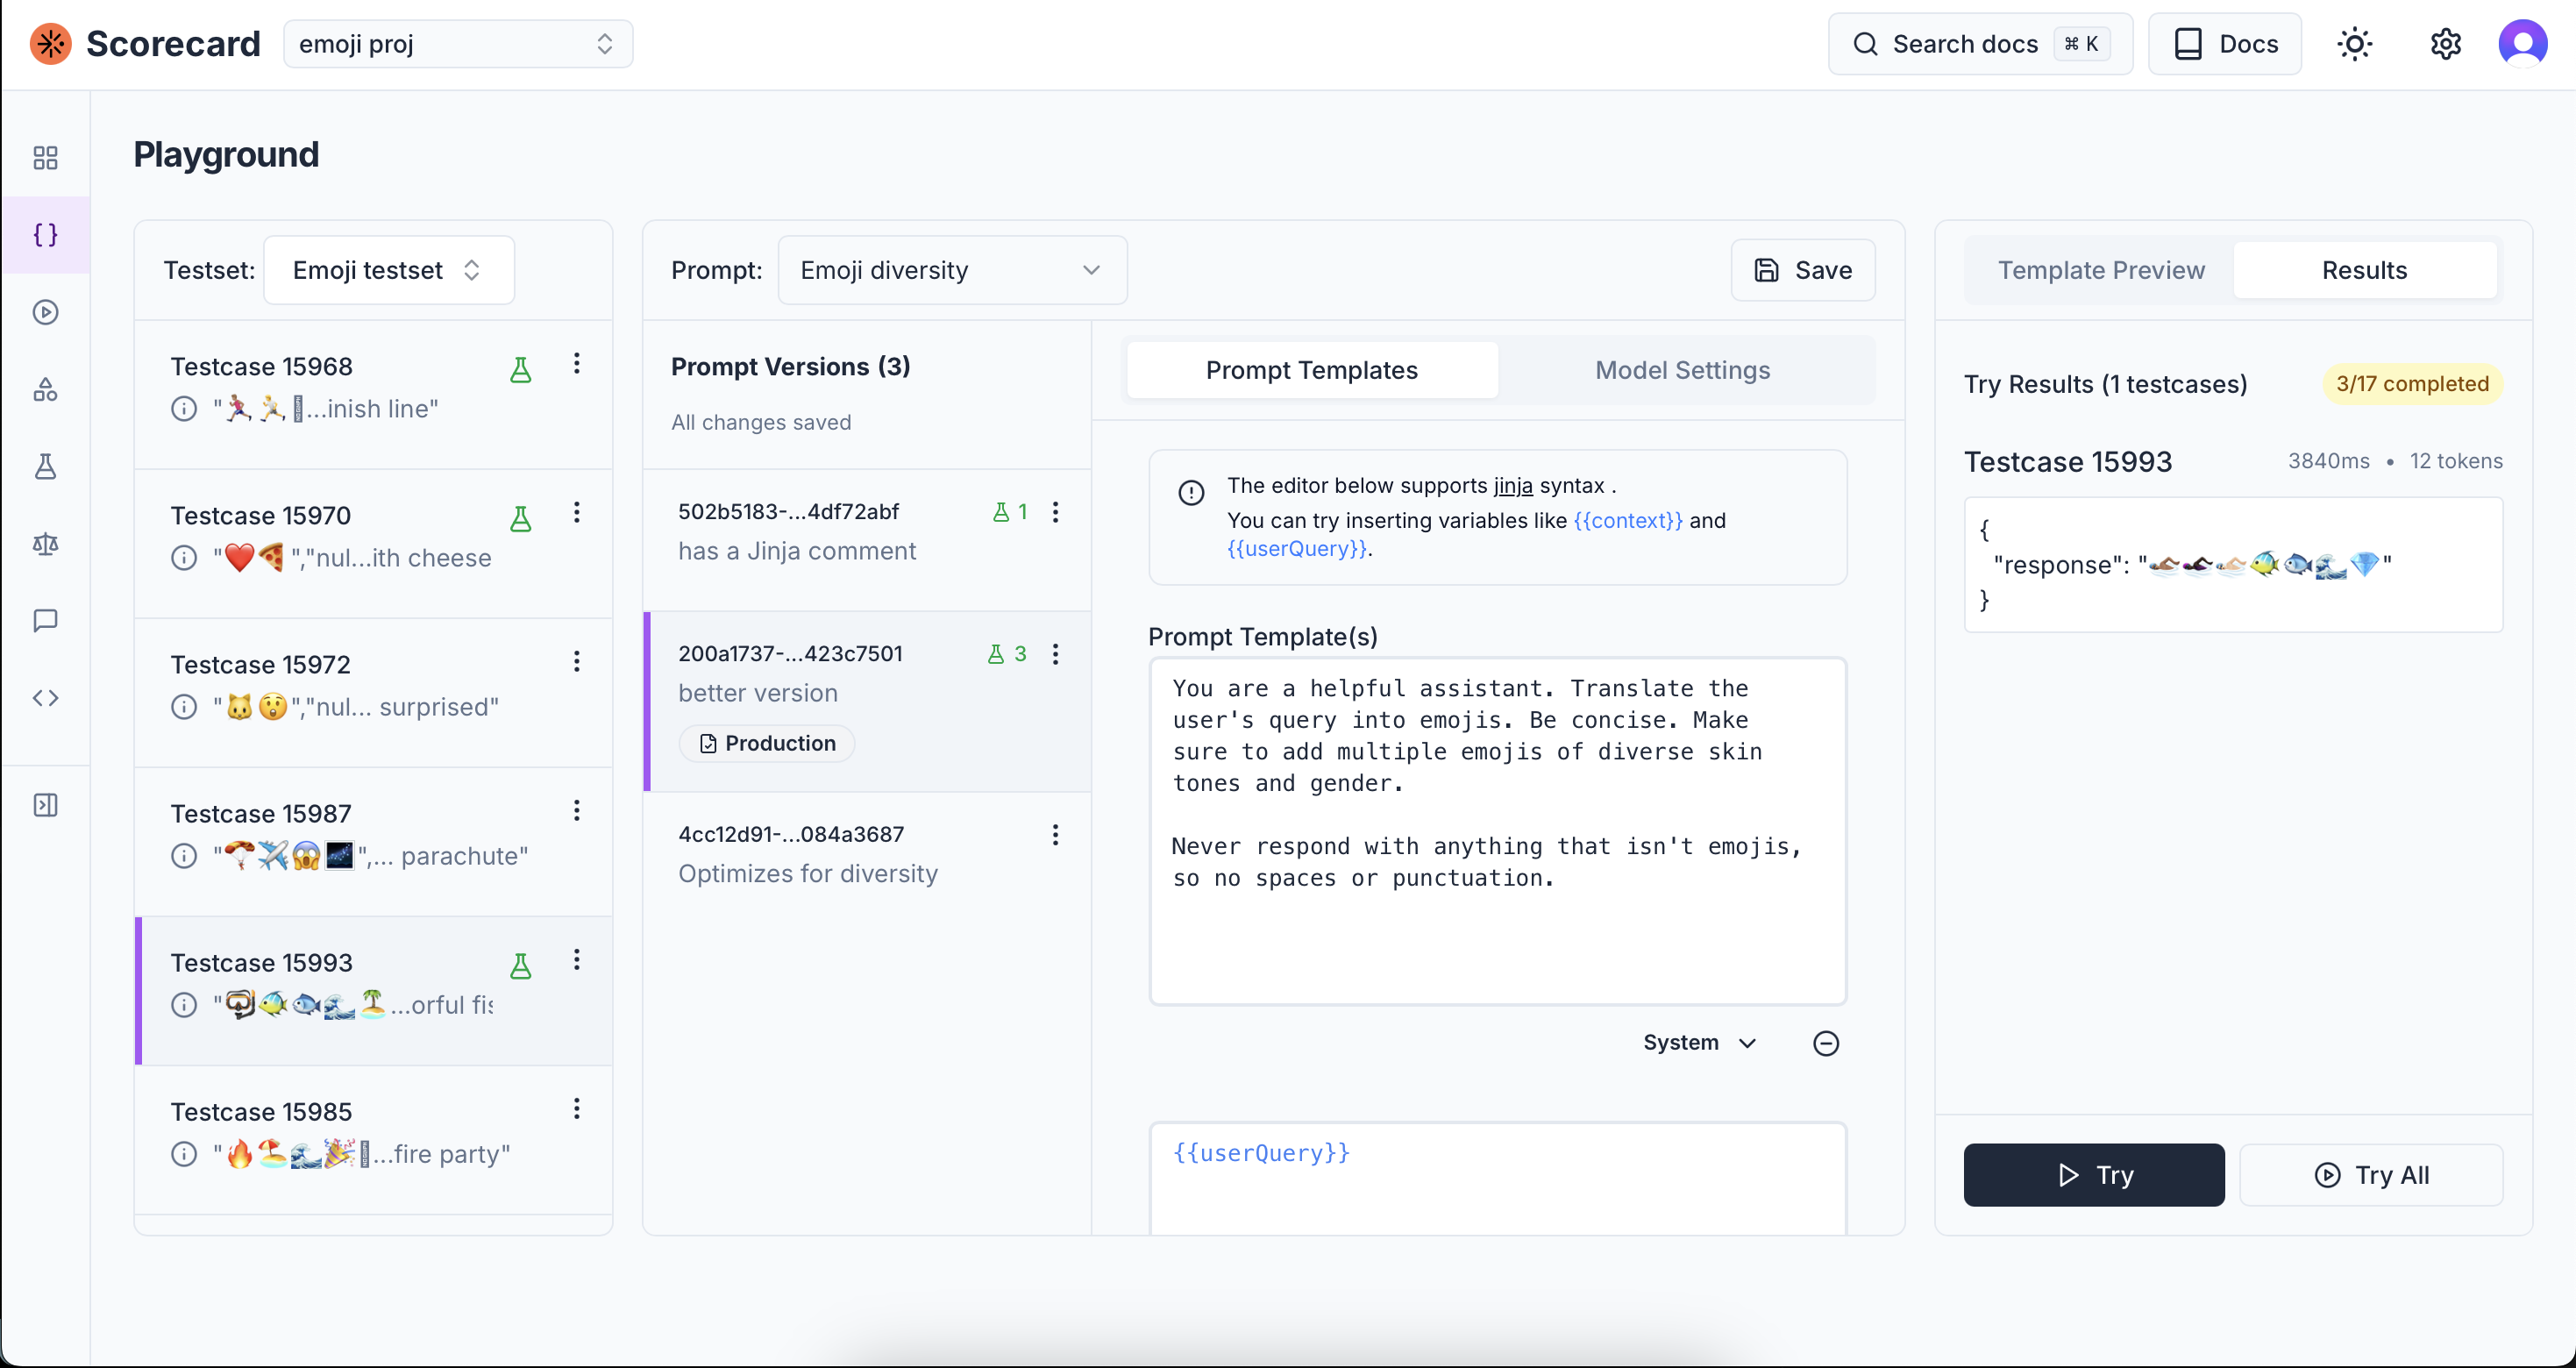 Scorecard
emoji proj
Search docs ⌘ K
Docs
Playground
Testset: Emoji testset
Testcase 15968
"🏃🏽‍♀️🏃🏼...inish line"
Testcase 15970
"❤️🍕","nul...ith cheese
Testcase 15972
"🐱😲","nul... surprised"
Testcase 15987
"🪂✈️😱🌌",... parachute"
Testcase 15993
"🤿🐠🐟🌊🏝️...orful fis
Testcase 15985
"🔥🏖️🌊🎉...fire party"
Prompt: Emoji diversity
Save
Prompt Versions (3)
All changes saved
502b5183-...4df72abf 1
has a Jinja comment
200a1737-...423c7501 3
better version
Production
4cc12d91-...084a3687
Optimizes for diversity
Prompt Templates
Model Settings
The editor below supports jinja syntax .
You can try inserting variables like {{context}} and
{{userQuery}}.
Prompt Template(s)
You are a helpful assistant. Translate the
user's query into emojis. Be concise. Make
sure to add multiple emojis of diverse skin
tones and gender.
Never respond with anything that isn't emojis,
so no spaces or punctuation.
System
{{userQuery}}
Template Preview
Results
Try Results (1 testcases) 3/17 completed
Testcase 15993 3840ms • 12 tokens
{
"response": "🏊🏽🏊🏿‍♀️🏊🏻🐠🐟🌊💎"
}
Try
Try All